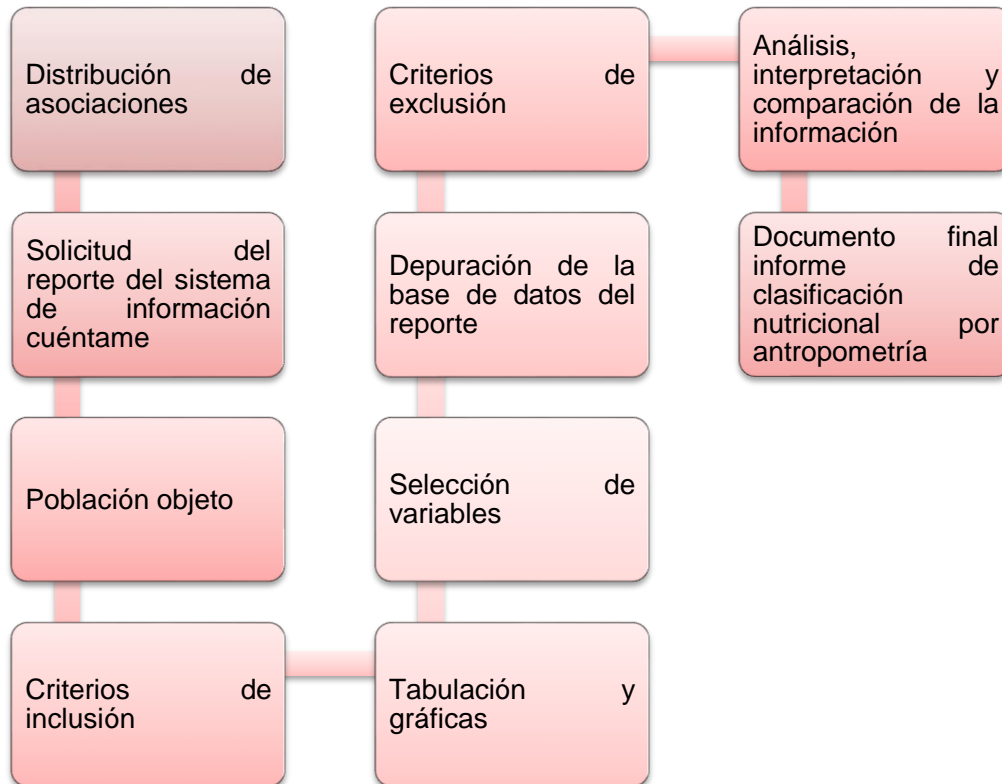 Distribución de
asociaciones
Solicitud del
reporte del sistema
de información
cuéntame
Población objeto
Criterios de
inclusión
Tabulación y
gráficas
Selección de
variables
Depuración de la
base de datos del
reporte
Criterios de
exclusión
Análisis,
interpretación y
comparación de la
información
Documento final
informe de
clasificación
nutricional por
antropometría